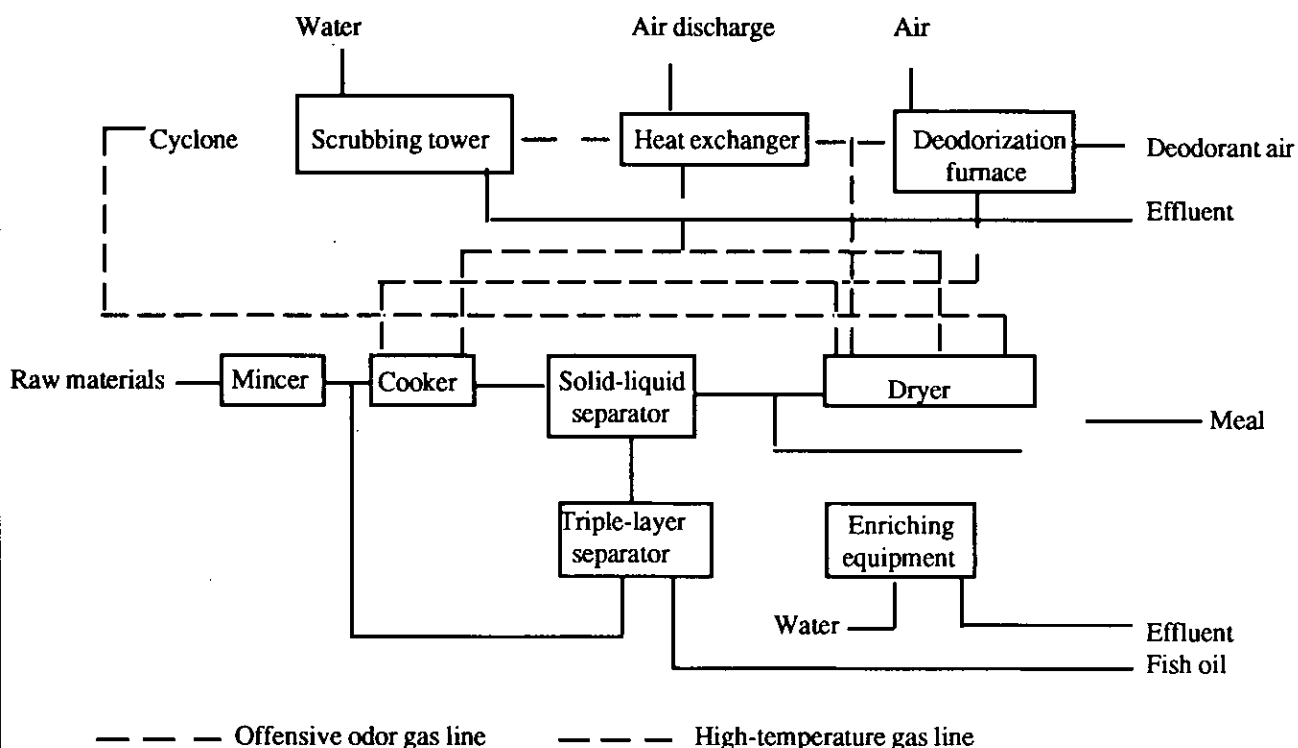 Water
Air discharge
Air
Cyclone
Scrubbing tower
Heat exchanger
Deodorization
furnace
Deodorant air
Effluent
Raw materials
Mincer
Cooker
Solid-liquid
separator
Dryer
Meal
Triple-layer
separator
Enriching
equipment
Water
Effluent
Fish oil
Offensive odor gas line
High-temperature gas line